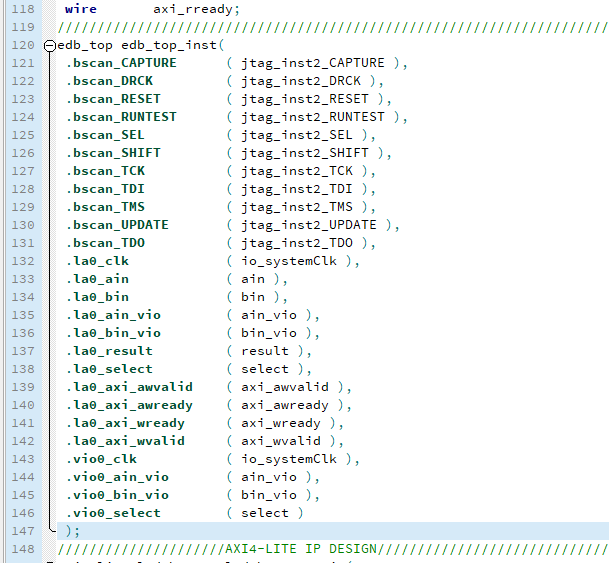 118 wire axi_rready;
119 //////////////////////////////////////////////////////////////////////
120 edb_top edb_top_inst(
121 .bscan_CAPTURE ( jtag_inst2_CAPTURE ),
122 .bscan_DRCK ( jtag_inst2_DRCK ),
123 .bscan_RESET ( jtag_inst2_RESET ),
124 .bscan_RUNTEST ( jtag_inst2_RUNTEST ),
125 .bscan_SEL ( jtag_inst2_SEL ),
126 .bscan_SHIFT ( jtag_inst2_SHIFT ),
127 .bscan_TCK ( jtag_inst2_TCK ),
128 .bscan_TDI ( jtag_inst2_TDI ),
129 .bscan_TMS ( jtag_inst2_TMS ),
130 .bscan_UPDATE ( jtag_inst2_UPDATE ),
131 .bscan_TDO ( jtag_inst2_TDO ),
132 .la0_clk ( io_systemClk ),
133 .la0_ain ( ain ),
134 .la0_bin ( bin ),
135 .la0_ain_vio ( ain_vio ),
136 .la0_bin_vio ( bin_vio ),
137 .la0_result ( result ),
138 .la0_select ( select ),
139 .la0_axi_awvalid ( axi_awvalid ),
140 .la0_axi_awready ( axi_awready ),
141 .la0_axi_wready ( axi_wready ),
142 .la0_axi_wvalid ( axi_wvalid ),
143 .vio0_clk ( io_systemClk ),
144 .vio0_ain_vio ( ain_vio ),
145 .vio0_bin_vio ( bin_vio ),
146 .vio0_select ( select )
147 );
148 /////////////////////AXI4-LITE IP DESIGN/////////////////////////////